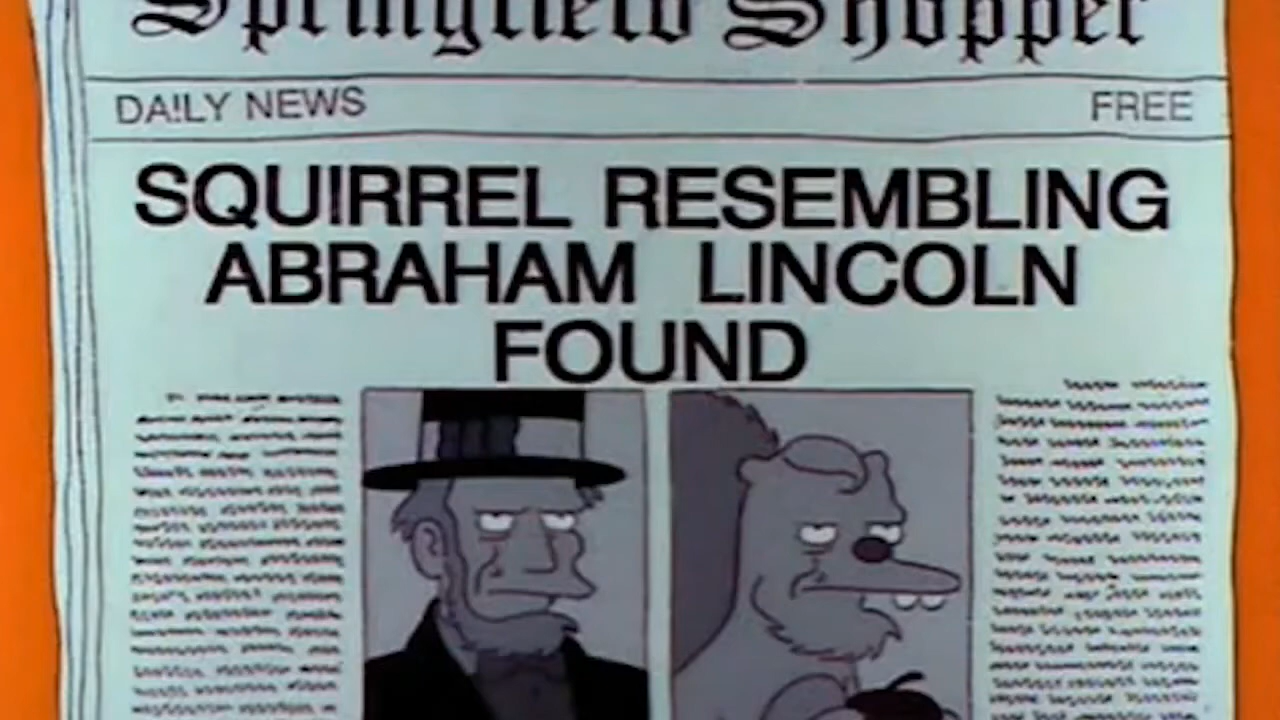 Springfield Shopper
DAILY NEWS FREE
SQUIRREL RESEMBLING
ABRAHAM LINCOLN
FOUND